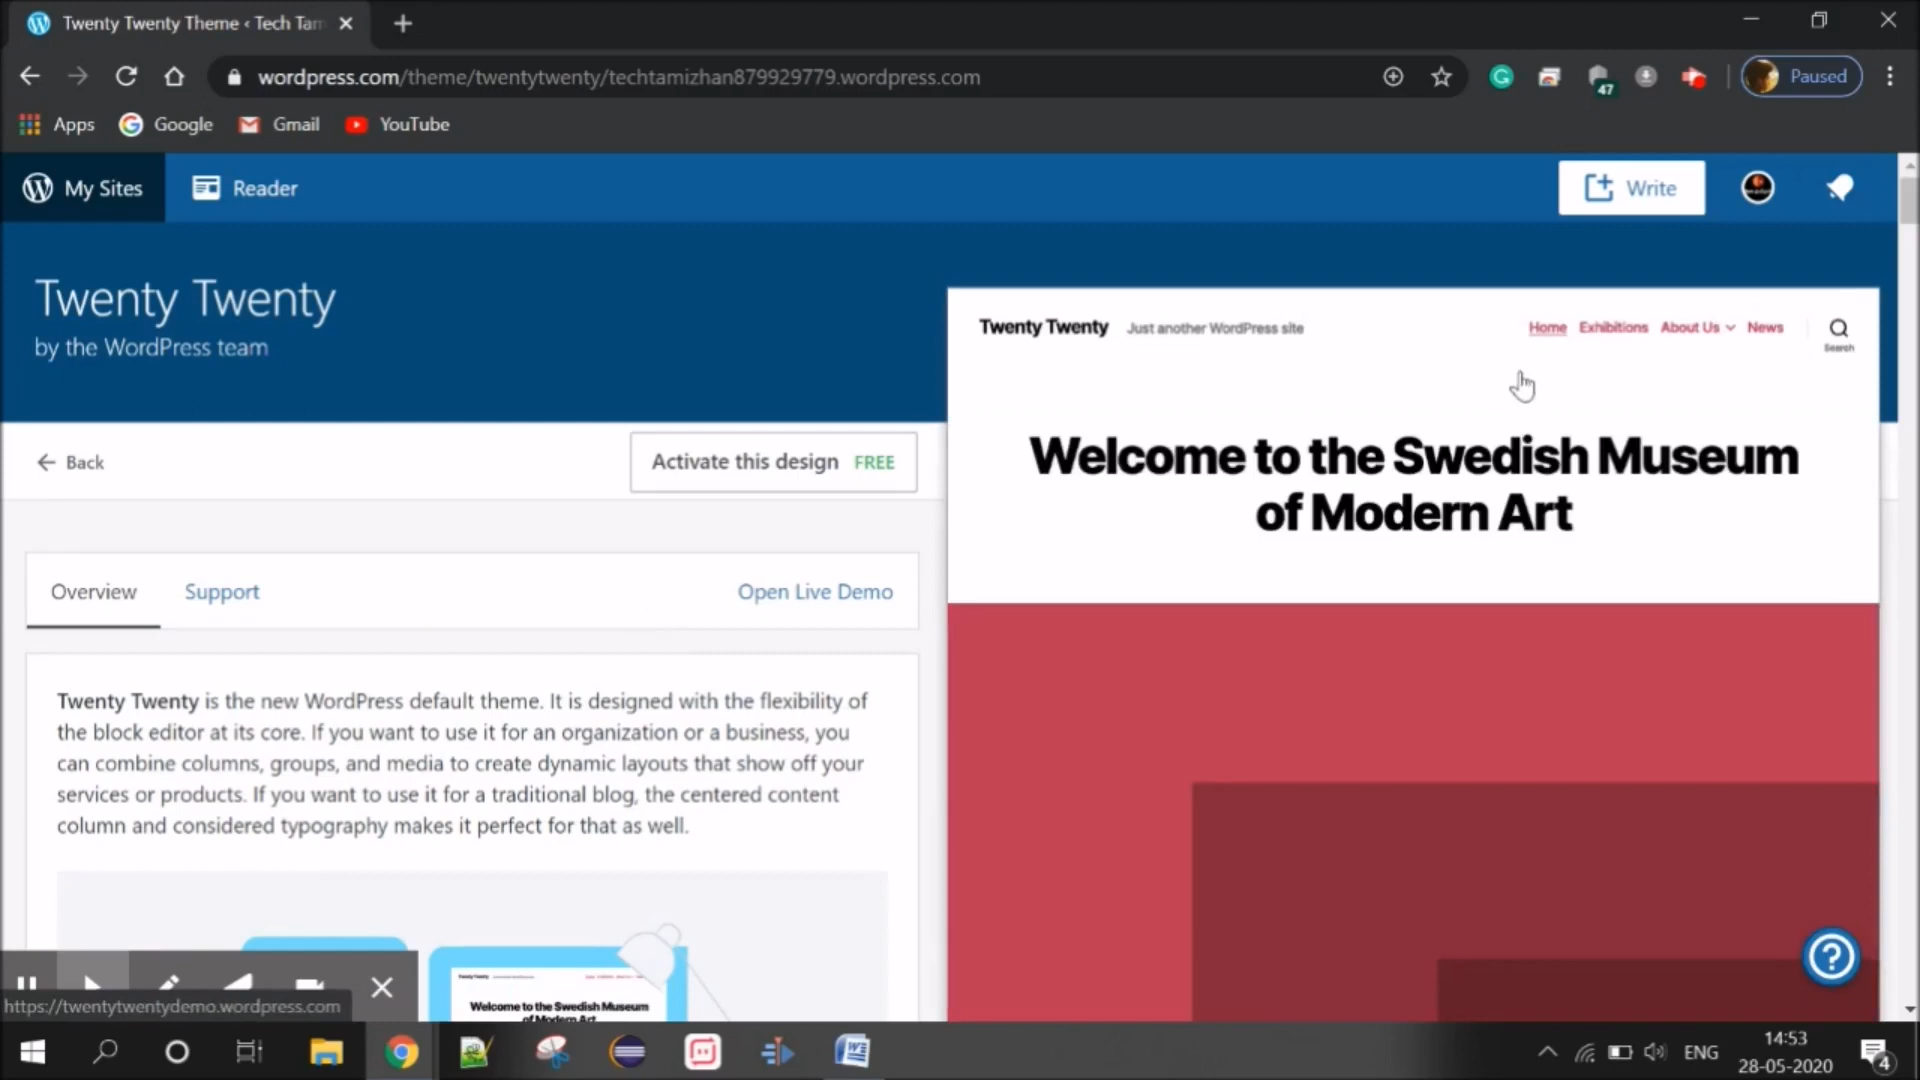 Twenty Twenty Theme ‹ Tech Tam
wordpress.com/theme/twentytwenty/techtamizhan879929779.wordpress.com
47
Paused
Apps
Google
Gmail
YouTube
My Sites
Reader
Write
Twenty Twenty
by the WordPress team
Twenty Twenty
Just another WordPress site
Home
Exhibitions
About Us
News
Search
Welcome to the Swedish Museum
of Modern Art
Back
Activate this design FREE
Overview
Support
Open Live Demo
Twenty Twenty is the new WordPress default theme. It is designed with the flexibility of
the block editor at its core. If you want to use it for an organization or a business, you
can combine columns, groups, and media to create dynamic layouts that show off your
services or products. If you want to use it for a traditional blog, the centered content
column and considered typography makes it perfect for that as well.
Twenty Twenty
Welcome to the Swedish Museum
of Modern Art
https://twentytwentydemo.wordpress.com
ENG
14:53
28-05-2020
4